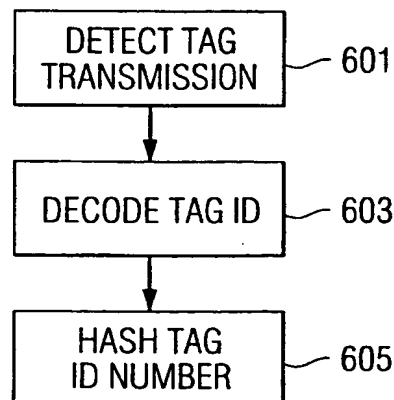 DETECT TAG
TRANSMISSION
601
DECODE TAG ID
603
HASH TAG
ID NUMBER
605